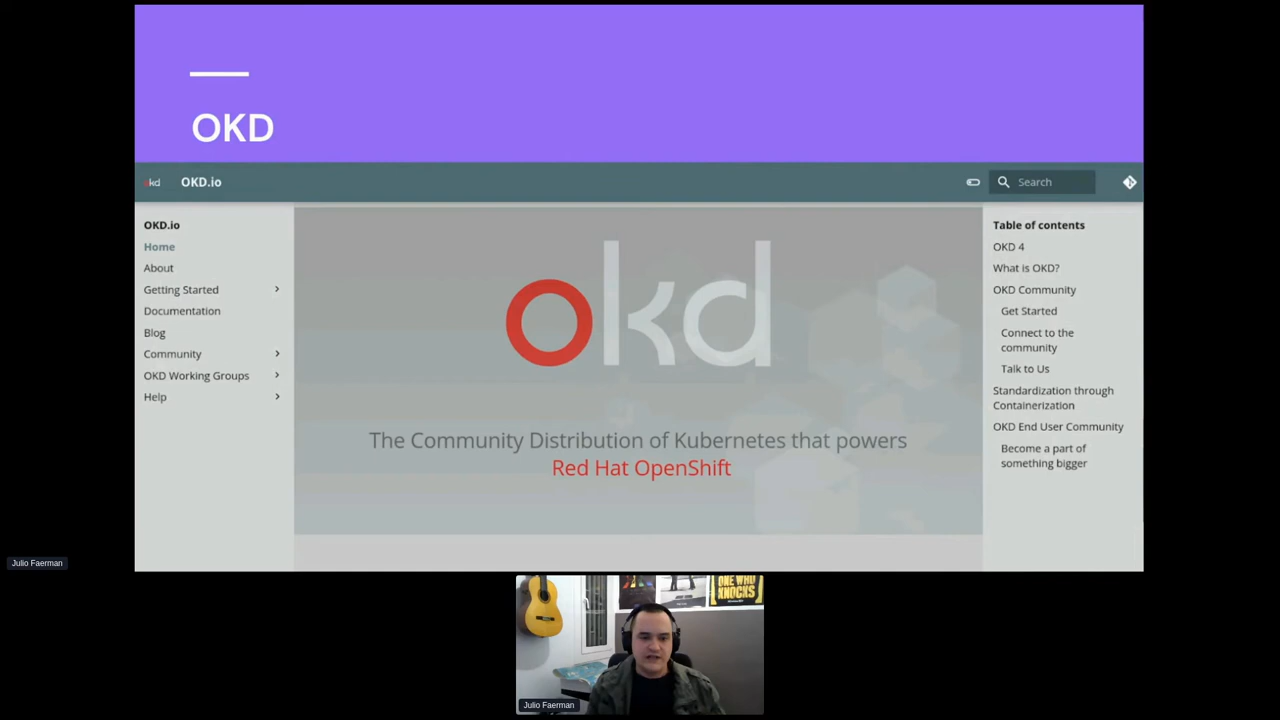 OKD
okd
OKD.io
Search
OKD.io
Home
About
Getting Started
Documentation
Blog
Community
OKD Working Groups
Help
okd
The Community Distribution of Kubernetes that powers
Red Hat OpenShift
Table of contents
OKD 4
What is OKD?
OKD Community
Get Started
Connect to the
community
Talk to Us
Standardization through
Containerization
OKD End User Community
Become a part of
something bigger
Julio Faerman
ONE WHO
KNOCKS
Julio Faerman